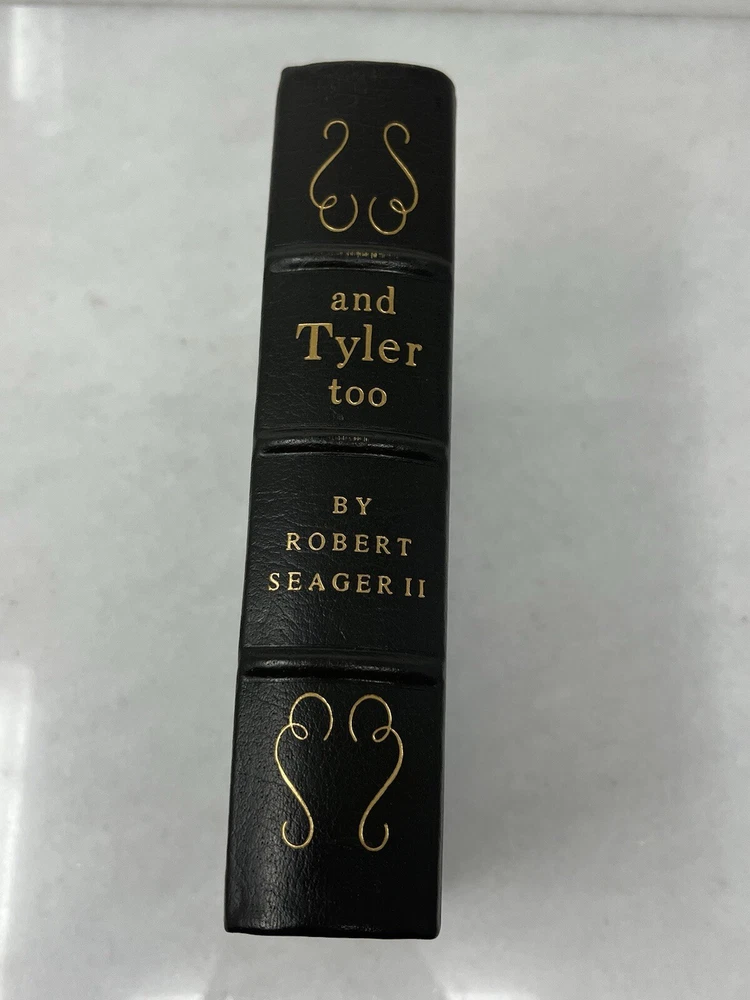 and
Tyler
too
BY
ROBERT
SEAGER II